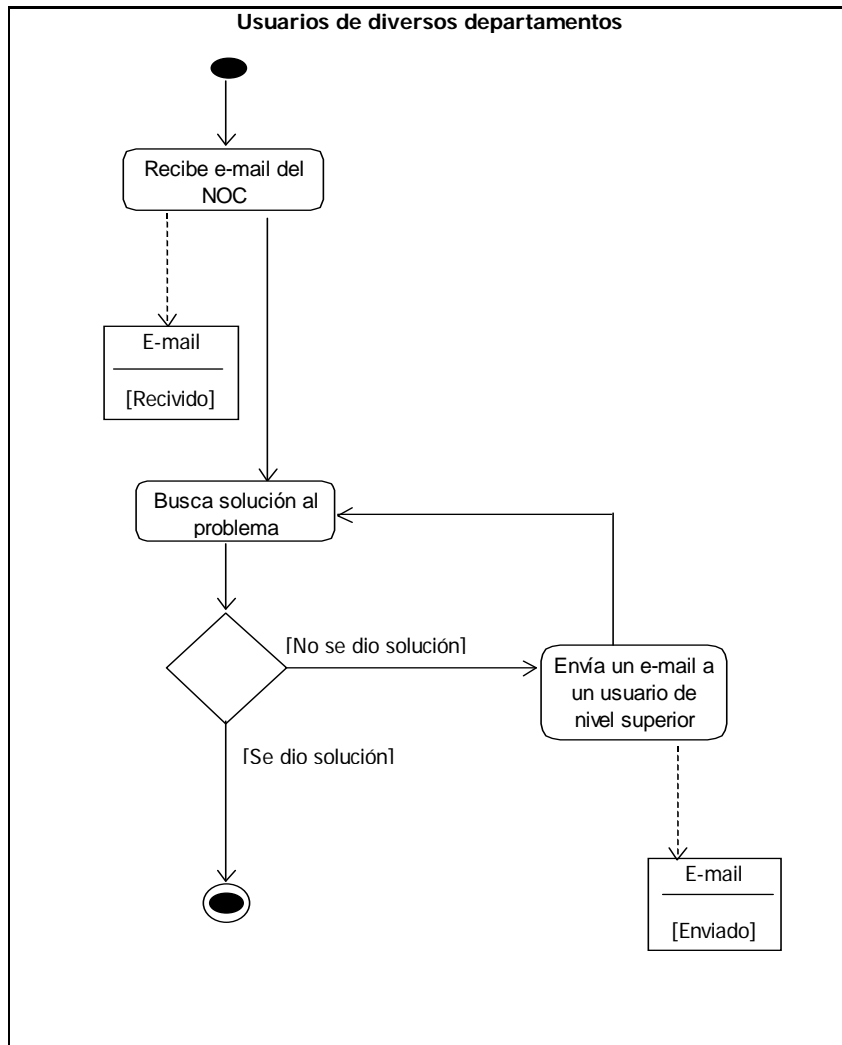 Usuarios de diversos departamentos
Recibe e-mail del
NOC
E-mail
[Recivido]
Busca solución al
problema
[No se dio solución]
Envía un e-mail a
un usuario de
nivel superior
[Se dio solución]
E-mail
[Enviado]